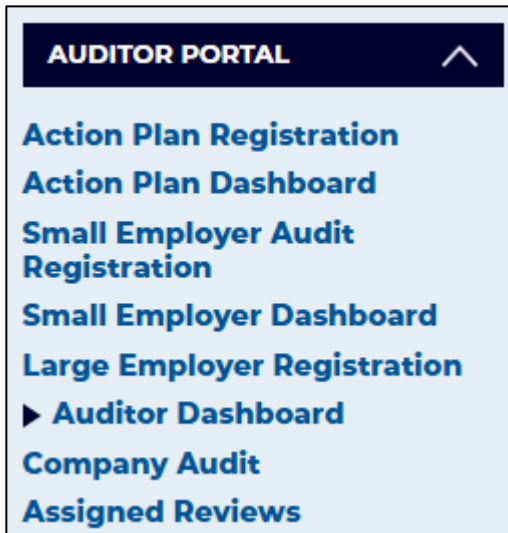 AUDITOR PORTAL
Action Plan Registration
Action Plan Dashboard
Small Employer Audit
Registration
Small Employer Dashboard
Large Employer Registration
Auditor Dashboard
Company Audit
Assigned Reviews